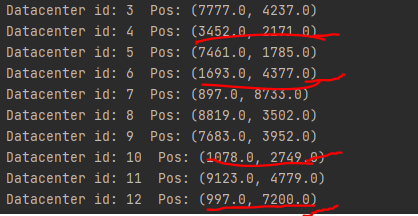 Datacenter id: 3  Pos: (7777.0, 4237.0)
Datacenter id: 4  Pos: (3452.0, 2171.0)
Datacenter id: 5  Pos: (7461.0, 1785.0)
Datacenter id: 6  Pos: (1693.0, 4377.0)
Datacenter id: 7  Pos: (897.0, 8733.0)
Datacenter id: 8  Pos: (8819.0, 3502.0)
Datacenter id: 9  Pos: (7683.0, 3952.0)
Datacenter id: 10  Pos: (1078.0, 2749.0)
Datacenter id: 11  Pos: (9123.0, 4779.0)
Datacenter id: 12  Pos: (997.0, 7200.0)